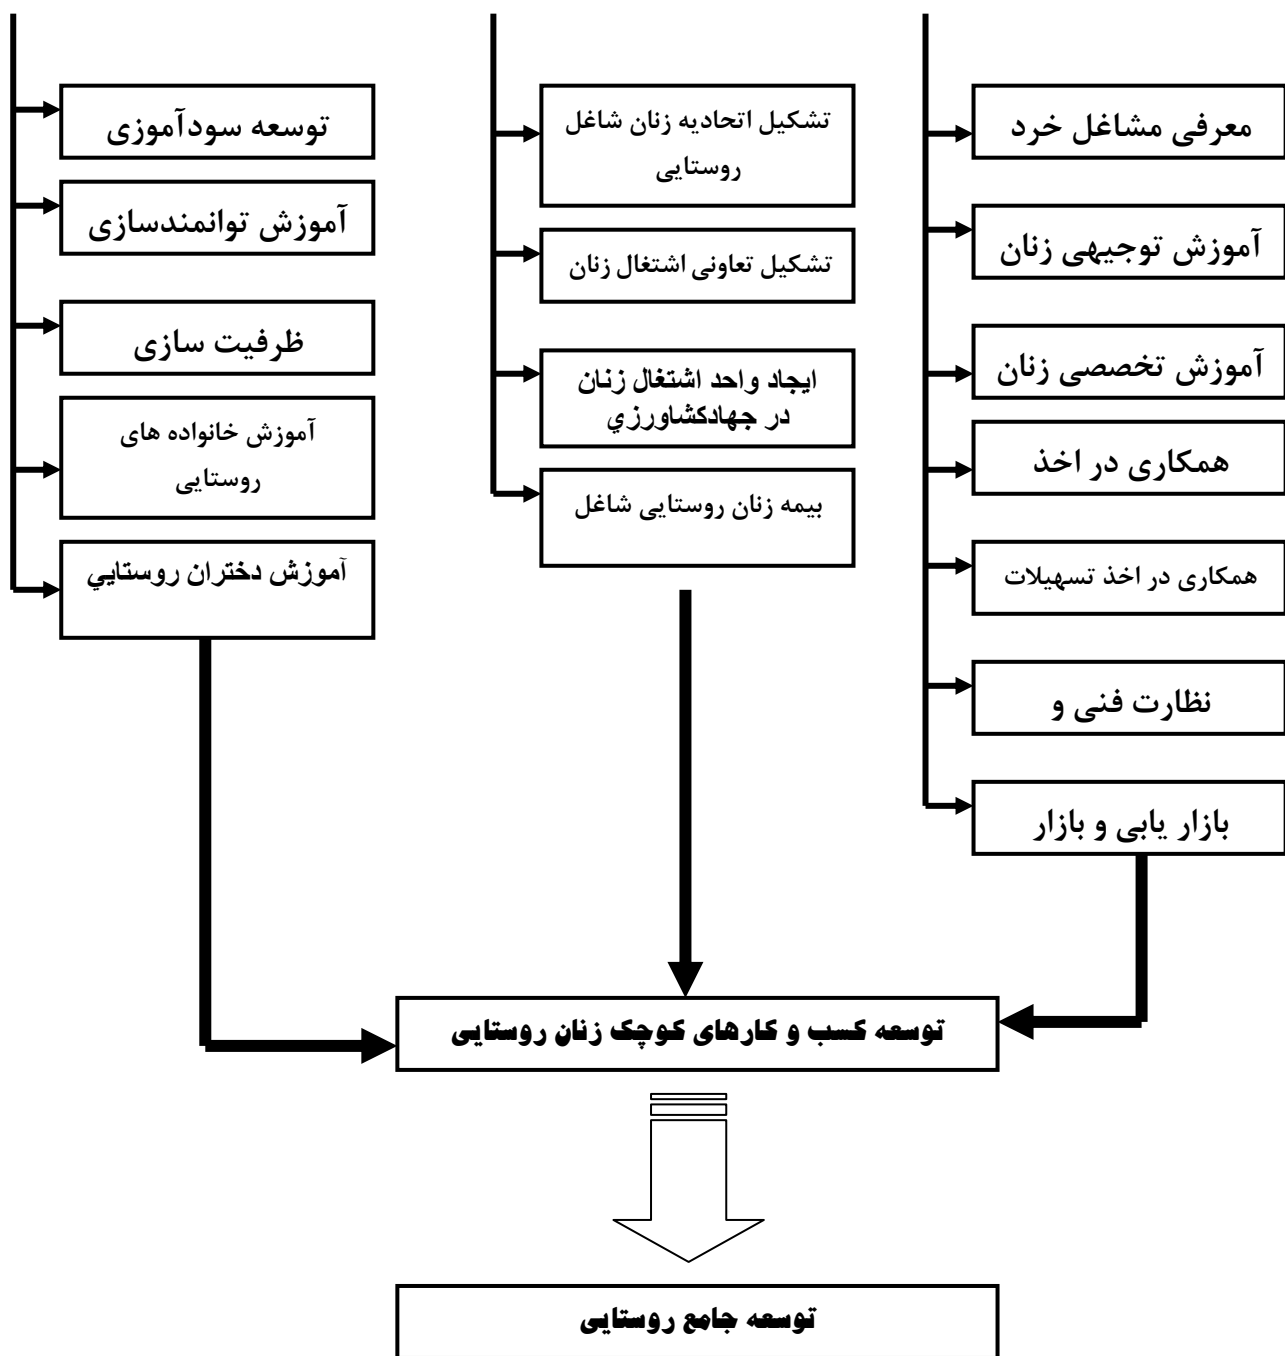 معرفی مشاغل خرد
آموزش توجیهی زنان
آموزش تخصصی زنان
همکاری در اخذ
همکاری در اخذ تسهیلات
نظارت فنی و
بازار یابی و بازار
تشکیل اتحادیه زنان شاغل
روستایی
تشکیل تعاونی اشتغال زنان
ايجاد واحد اشتغال زنان
در جهادكشاورزي
بیمه زنان روستایی شاغل
توسعه سودآموزی
آموزش توانمندسازی
ظرفیت سازی
آموزش خانواده های
روستایی
آموزش دختران روستايي
توسعه کسب و کارهای کوچک زنان روستایی
توسعه جامع روستایی